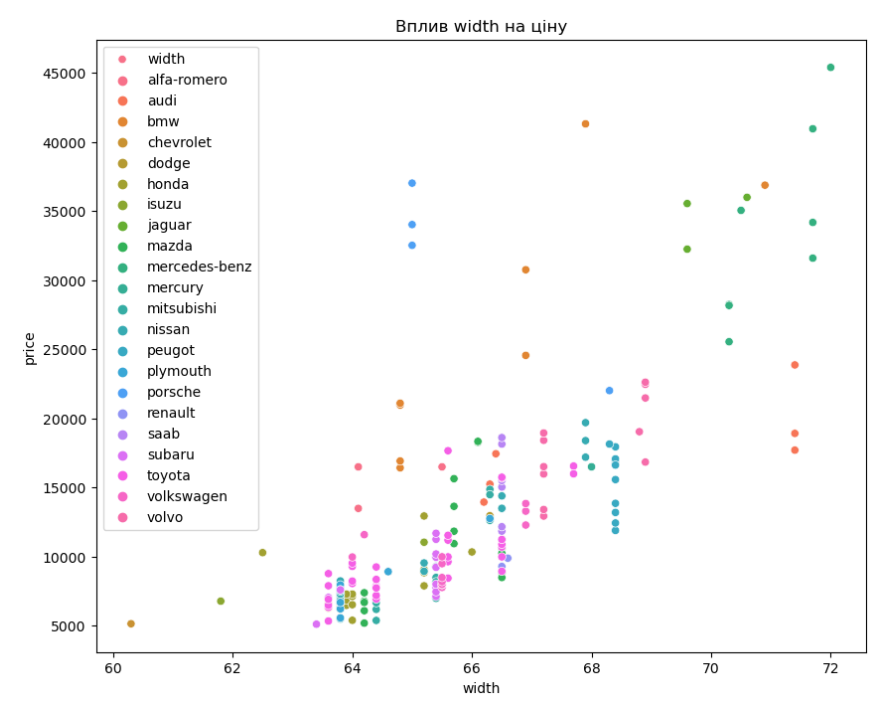 Вплив width на ціну
width
alfa-romero
audi
bmw
chevrolet
dodge
honda
isuzu
jaguar
mazda
mercedes-benz
mercury
mitsubishi
nissan
peugot
plymouth
porsche
renault
saab
subaru
toyota
volkswagen
volvo
45000
40000
35000
30000
25000
20000
15000
10000
5000
price
60 62 64 66 68 70 72
width